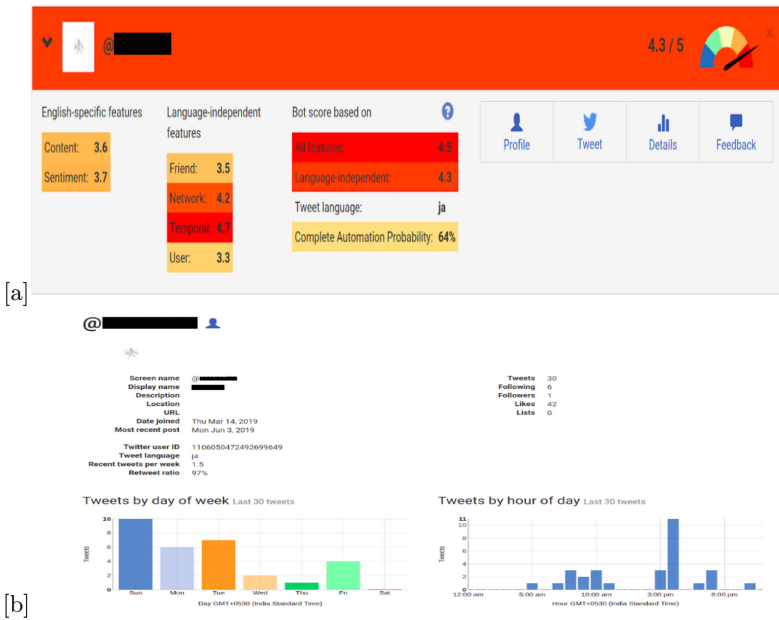 @
4.3 / 5
x
English-specific features
Content: 3.6
Sentiment: 3.7
Language-independent
features
Friend: 3.5
Network: 4.2
Temporal: 4.7
User: 3.3
Bot score based on ?
All features: 4.5
Language-independent: 4.3
Tweet language: ja
Complete Automation Probability: 64%
Profile
Tweet
Details
Feedback
[a]
@
Screen name @
Display name
Description
Location
URL
Date joined Thu Mar 14, 2019
Most recent post Mon Jun 3, 2019
Twitter user ID 1106050472492699649
Tweet language ja
Recent tweets per week 1.5
Retweet ratio 97%
Tweets 30
Following 6
Followers 1
Likes 42
Lists 0
Tweets by day of week Last 30 tweets
Tweets
10
8
6
4
2
0
Sun Mon Tue Wed Thu Fri Sat
Day GMT+0530 (India Standard Time)
Tweets by hour of day Last 30 tweets
Tweets
11
10
8
6
4
2
12:00 am 5:00 am 10:00 am 3:00 pm 8:00 pm
Hour GMT+0530 (India Standard Time)
[b]